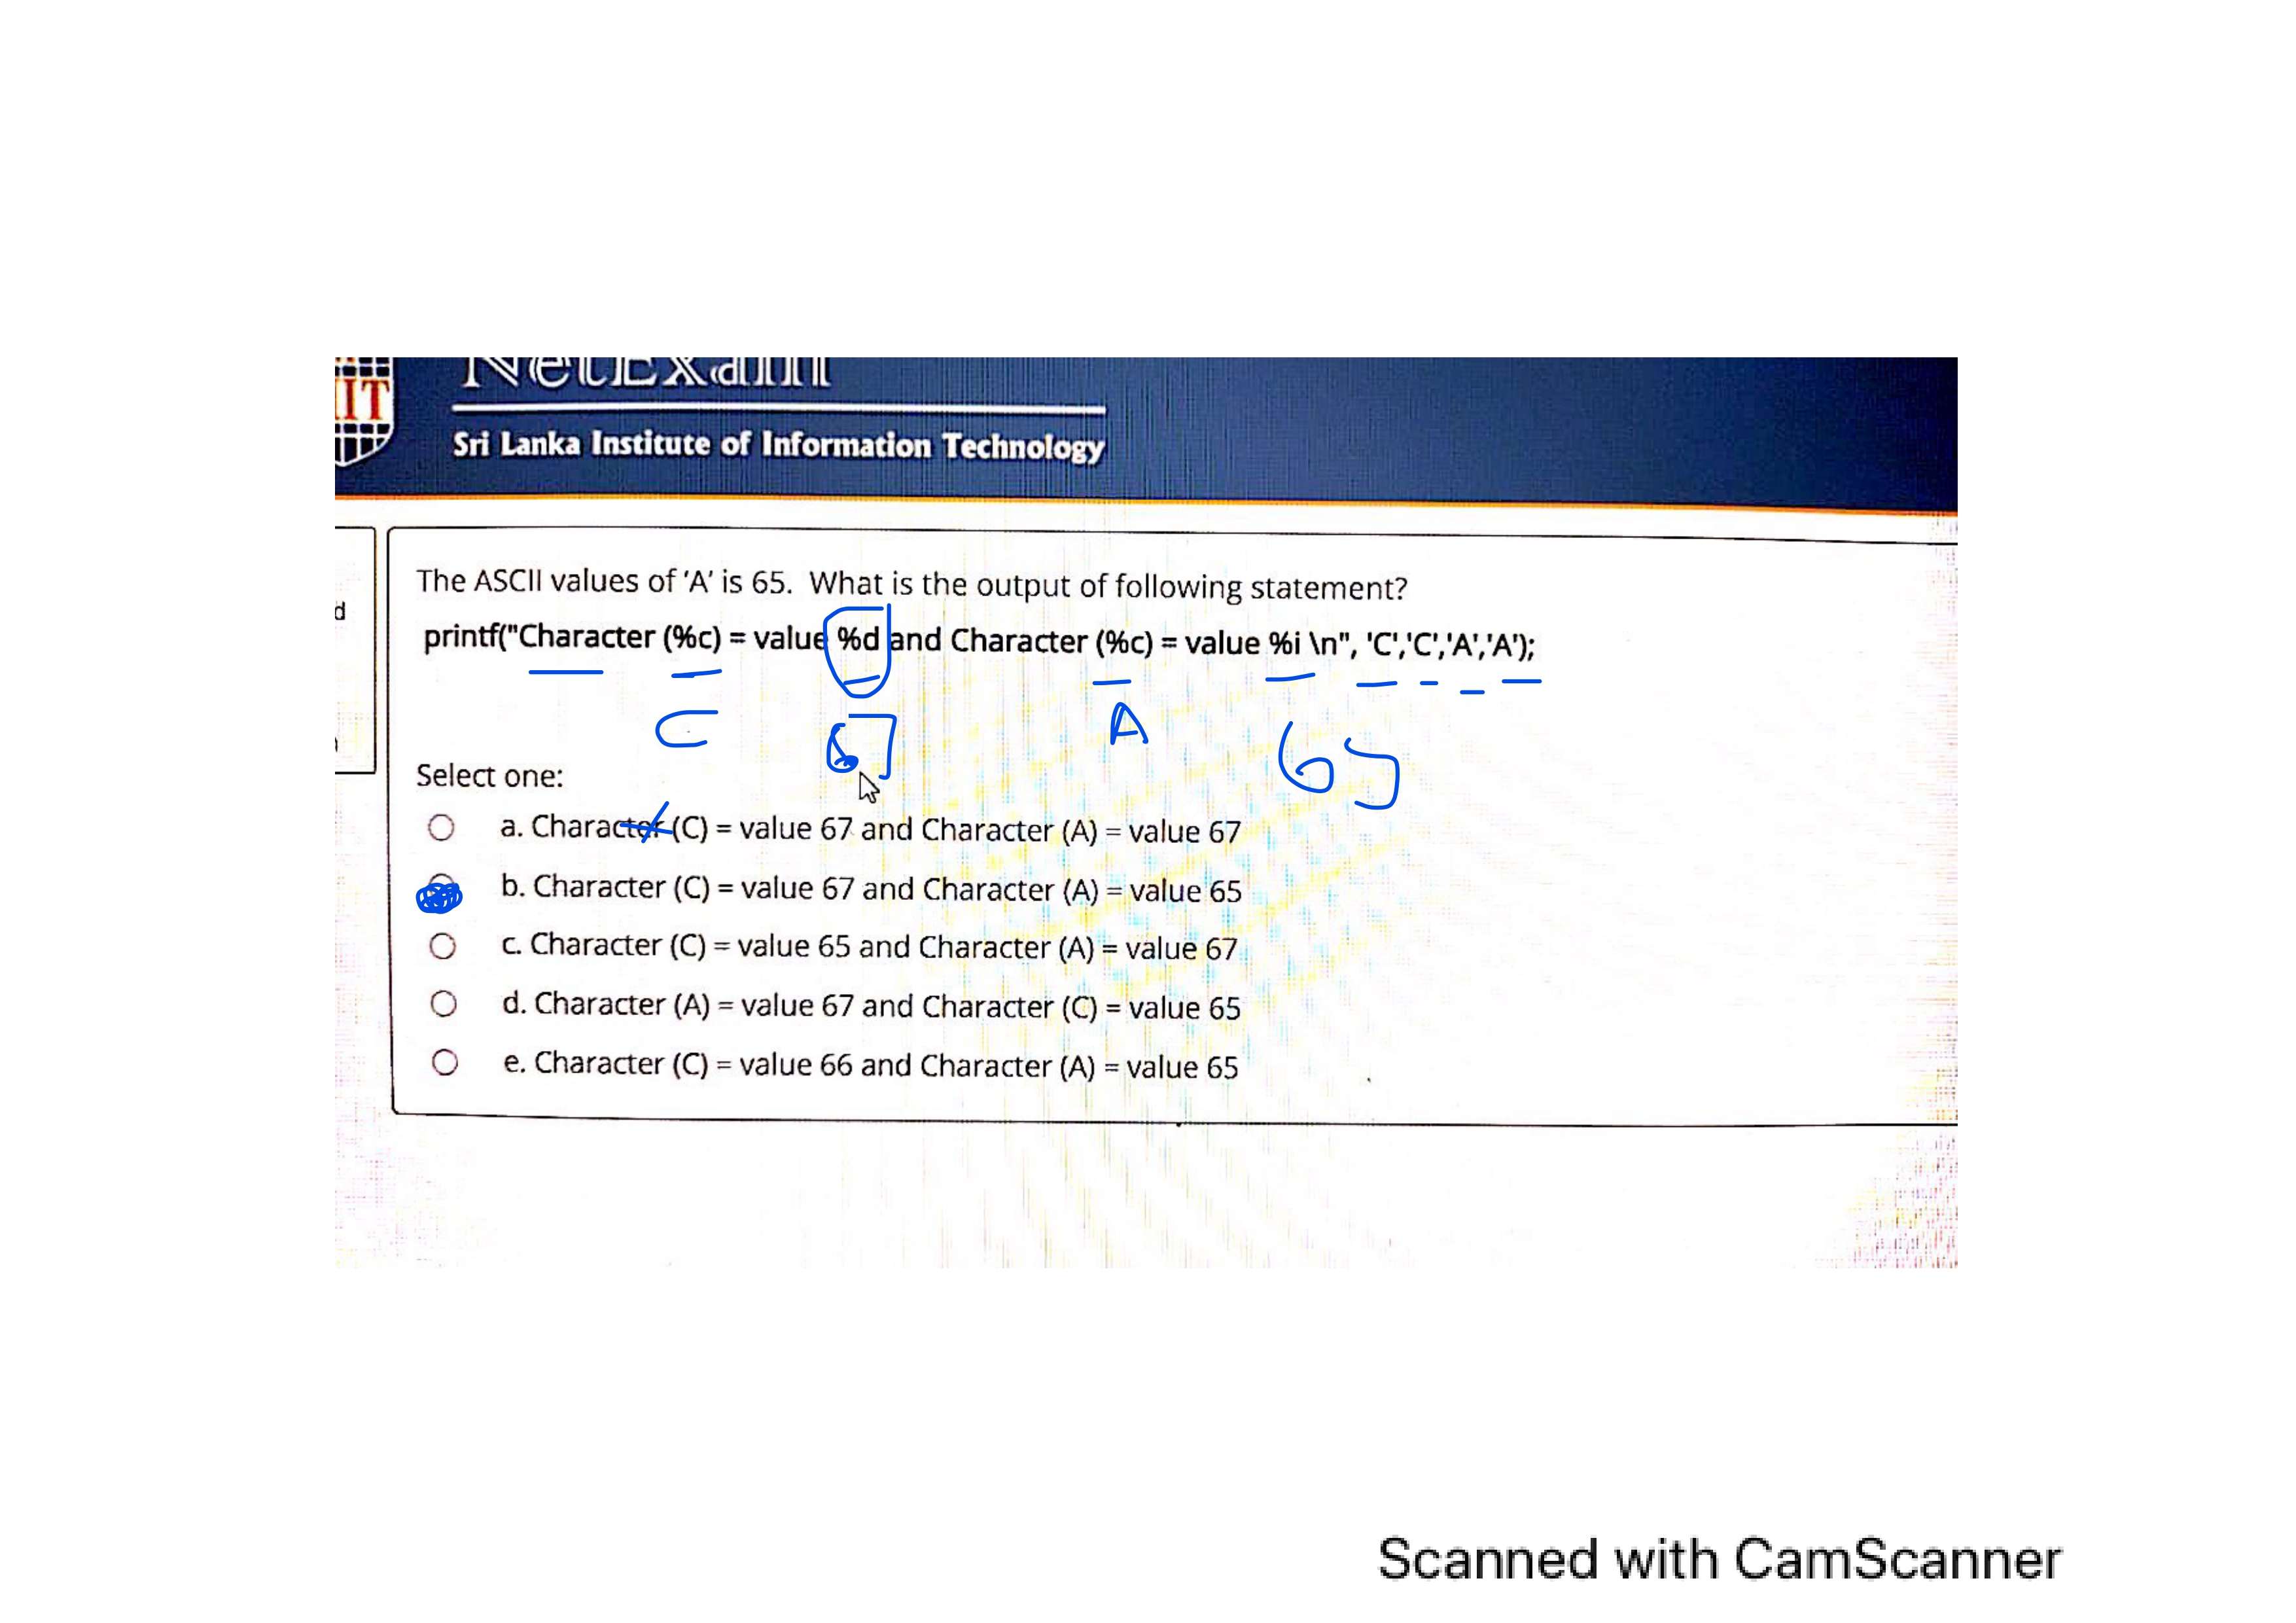 IT
NetExam
Sri Lanka Institute of Information Technology
d
The ASCII values of 'A' is 65. What is the output of following statement?
printf("Character (%c) = value %d and Character (%c) = value %i \n", 'C','C','A','A');
C 67 A 65
Select one:
a. Character (C) = value 67 and Character (A) = value 67
b. Character (C) = value 67 and Character (A) = value 65
c. Character (C) = value 65 and Character (A) = value 67
d. Character (A) = value 67 and Character (C) = value 65
e. Character (C) = value 66 and Character (A) = value 65
Scanned with CamScanner